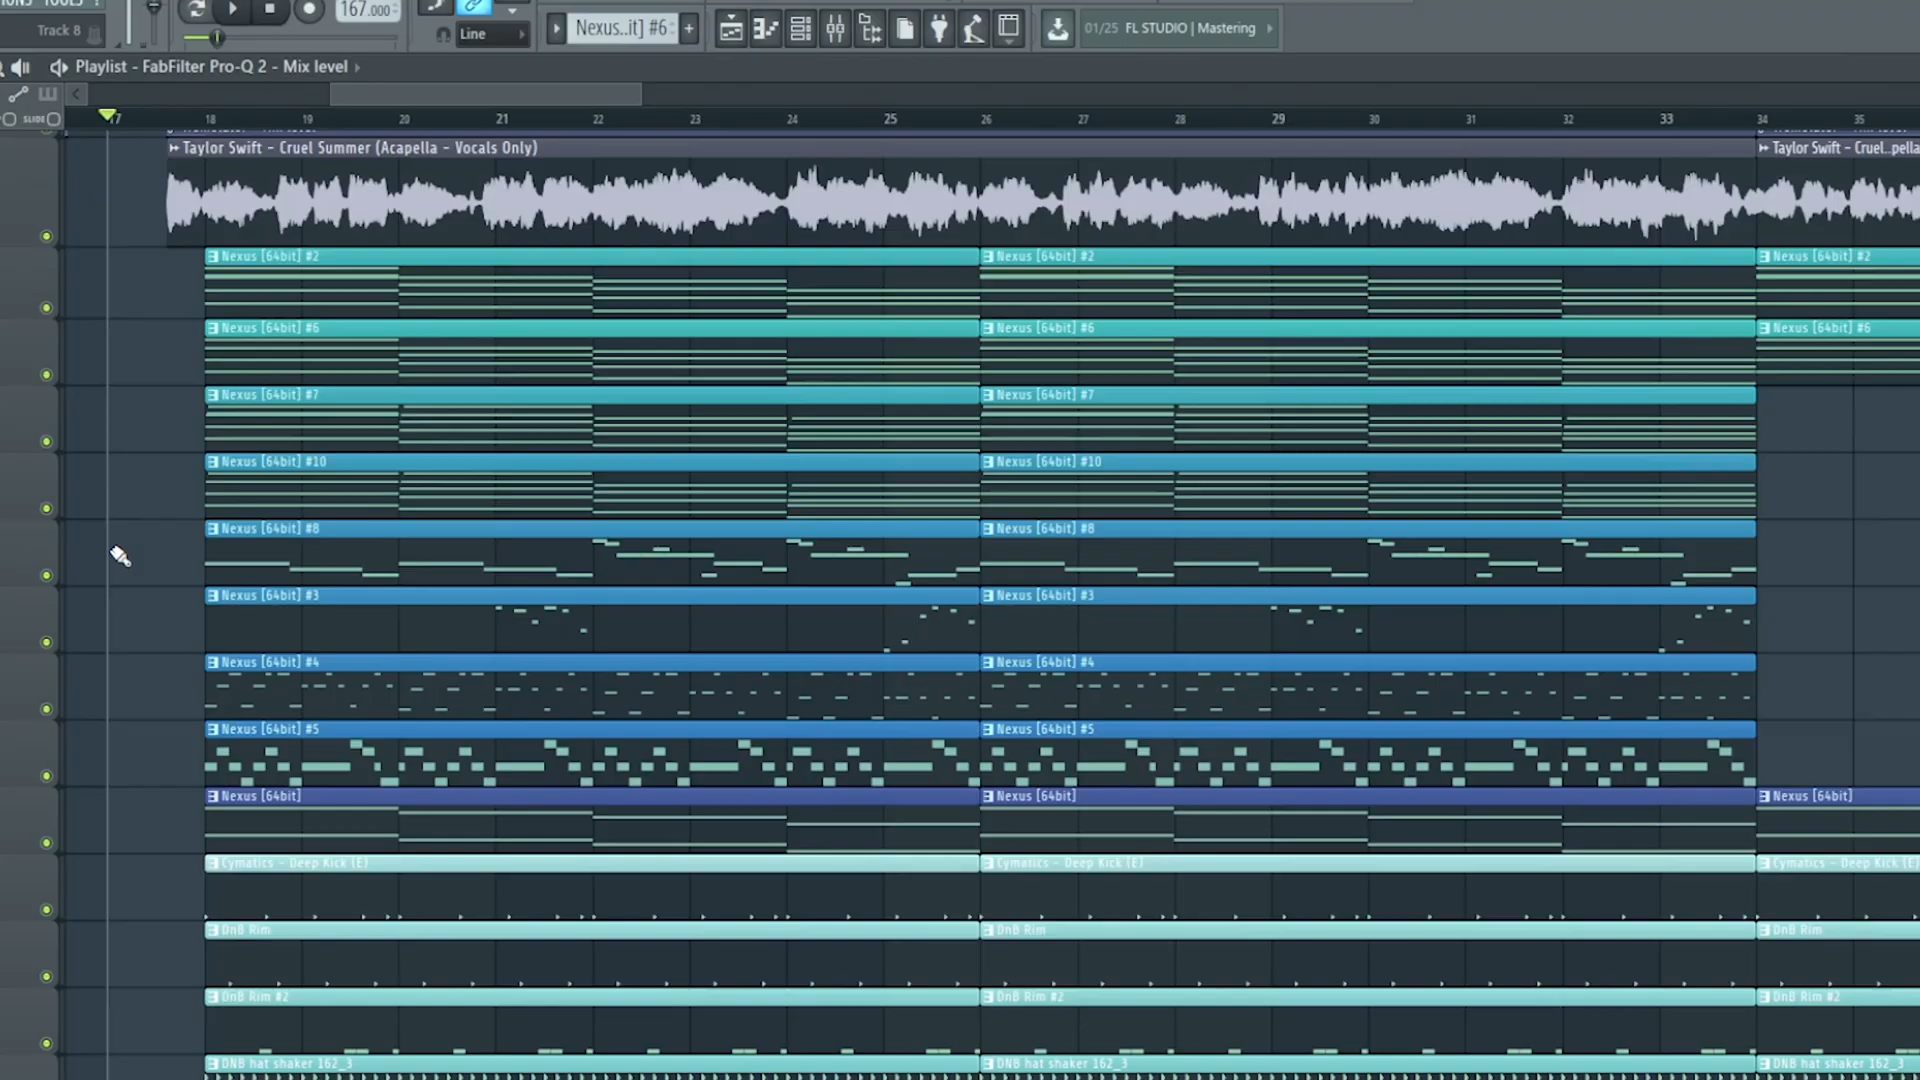 TOOLS
167.000
Track 8
Line
Nexus..it] #6
01/25 FL STUDIO | Mastering
Playlist - FabFilter Pro-Q 2 - Mix level
SLIDE
17 18 19 20 21 22 23 24 25 26 27 28 29 30 31 32 33 34 35
Taylor Swift - Cruel Summer (Acapella - Vocals Only) Taylor Swift - Cruel..pella
Nexus [64bit] #2 Nexus [64bit] #2 Nexus [64bit] #2
Nexus [64bit] #6 Nexus [64bit] #6 Nexus [64bit] #6
Nexus [64bit] #7 Nexus [64bit] #7
Nexus [64bit] #10 Nexus [64bit] #10
Nexus [64bit] #8 Nexus [64bit] #8
Nexus [64bit] #3 Nexus [64bit] #3
Nexus [64bit] #4 Nexus [64bit] #4
Nexus [64bit] #5 Nexus [64bit] #5
Nexus [64bit] Nexus [64bit] Nexus [64bit]
Cymatics - Deep Kick (E) Cymatics - Deep Kick (E) Cymatics - Deep Kick (E)
DnB Rim DnB Rim DnB Rim
DnB Rim #2 DnB Rim #2 DnB Rim #2
DNB hat shaker 162_3 DNB hat shaker 162_3 DNB hat shaker 162_3